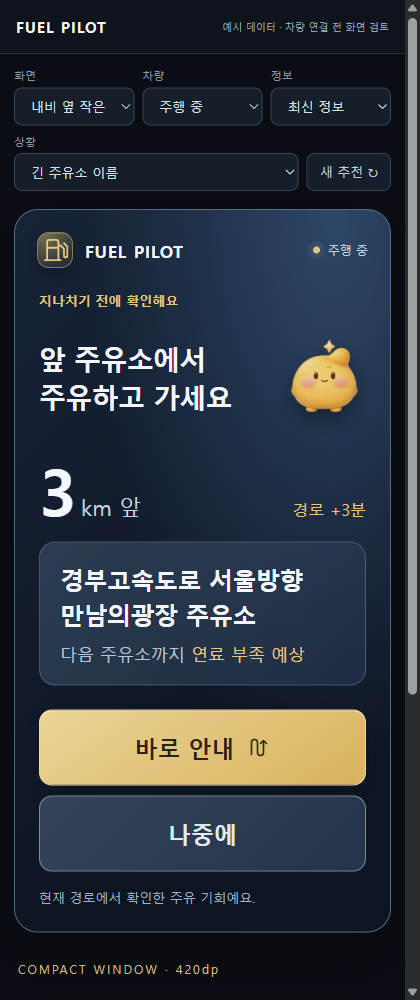 FUEL PILOT
예시 데이터 · 차량 연결 전 화면 검토
화면
차량
정보
내비 옆 작은
주행 중
최신 정보
상황
긴 주유소 이름
새 추천 ↻
FUEL PILOT
주행 중
지나치기 전에 확인해요
앞 주유소에서
주유하고 가세요
3 km 앞
경로 +3분
경부고속도로 서울방향
만남의광장 주유소
다음 주유소까지 연료 부족 예상
바로 안내
나중에
현재 경로에서 확인한 주유 기회예요.
COMPACT WINDOW · 420dp